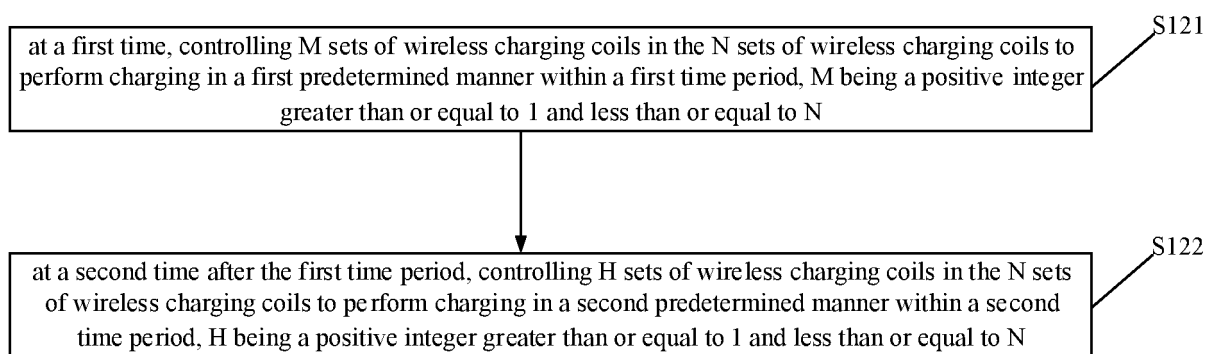 S121
at a first time, controlling M sets of wireless charging coils in the N sets of wireless charging coils to
perform charging in a first predetermined manner within a first time period, M being a positive integer
greater than or equal to 1 and less than or equal to N
S122
at a second time after the first time period, controlling H sets of wireless charging coils in the N sets
of wireless charging coils to perform charging in a second predetermined manner within a second
time period, H being a positive integer greater than or equal to 1 and less than or equal to N